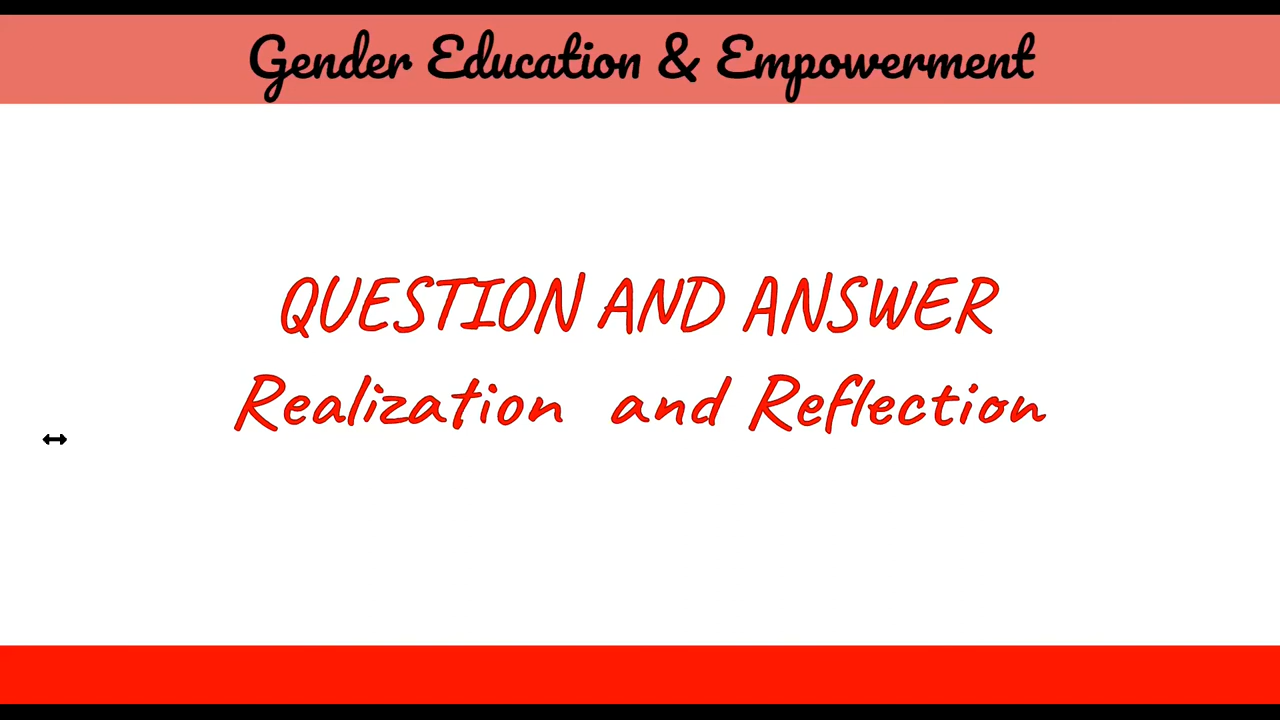 Gender Education & Empowerment
QUESTION AND ANSWER
Realization and Reflection